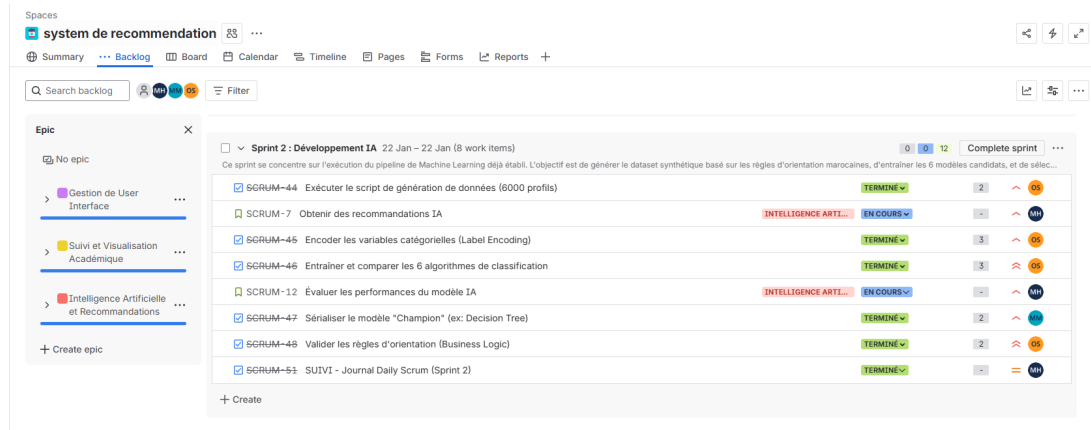 Spaces
system de recommendation
Summary Backlog Board Calendar Timeline Pages Forms Reports
Search backlog MH MM OS Filter
Epic
No epic
Gestion de User Interface
Suivi et Visualisation Académique
Intelligence Artificielle et Recommandations
Create epic
Sprint 2 : Développement IA 22 Jan – 22 Jan (8 work items) 0 0 12 Complete sprint
Ce sprint se concentre sur l'exécution du pipeline de Machine Learning déjà établi. L'objectif est de générer le dataset synthétique basé sur les règles d'orientation marocaines, d'entraîner les 6 modèles candidats, et de sélec...
SCRUM-44 Exécuter le script de génération de données (6000 profils) TERMINÉ 2 OS
SCRUM-7 Obtenir des recommandations IA INTELLIGENCE ARTI... EN COURS - MH
SCRUM-45 Encoder les variables catégorielles (Label Encoding) TERMINÉ 3 OS
SCRUM-46 Entraîner et comparer les 6 algorithmes de classification TERMINÉ 3 OS
SCRUM-12 Évaluer les performances du modèle IA INTELLIGENCE ARTI... EN COURS - MH
SCRUM-47 Sérialiser le modèle "Champion" (ex: Decision Tree) TERMINÉ 2 MM
SCRUM-48 Valider les règles d'orientation (Business Logic) TERMINÉ 2 OS
SCRUM-51 SUIVI - Journal Daily Scrum (Sprint 2) TERMINÉ - MH
Create